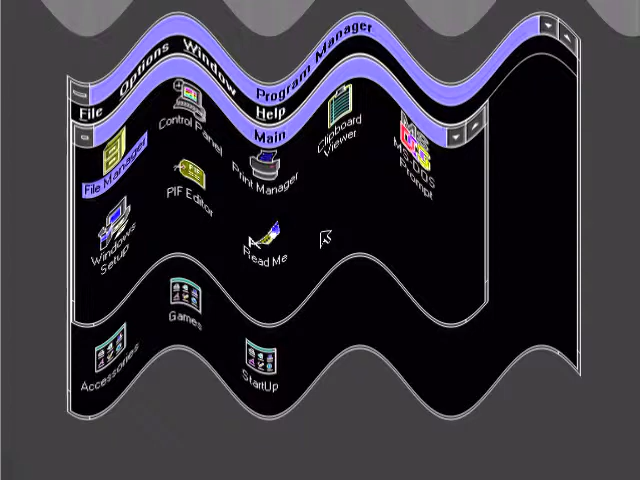 Program Manager
File Options Window Help
Main
File Manager
Control Panel
Print Manager
Clipboard
Viewer
MS-DOS
Prompt
Windows
Setup
PIF Editor
Read Me
Accessories
Games
StartUp